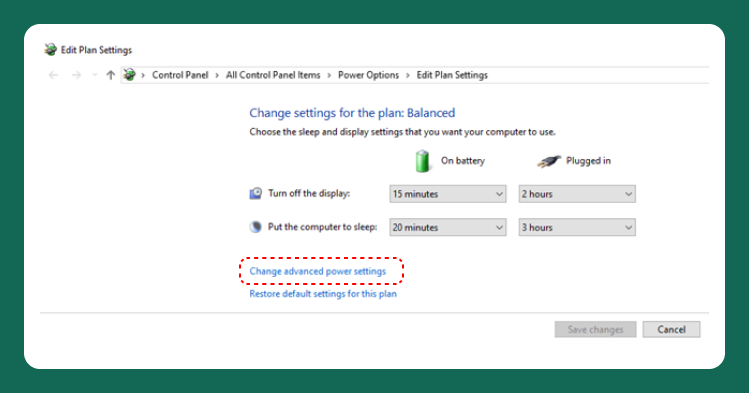 Edit Plan Settings
Control Panel > All Control Panel Items > Power Options > Edit Plan Settings
Change settings for the plan: Balanced
Choose the sleep and display settings that you want your computer to use.
On battery Plugged in
Turn off the display: 15 minutes 2 hours
Put the computer to sleep: 20 minutes 3 hours
Change advanced power settings
Restore default settings for this plan
Save changes Cancel